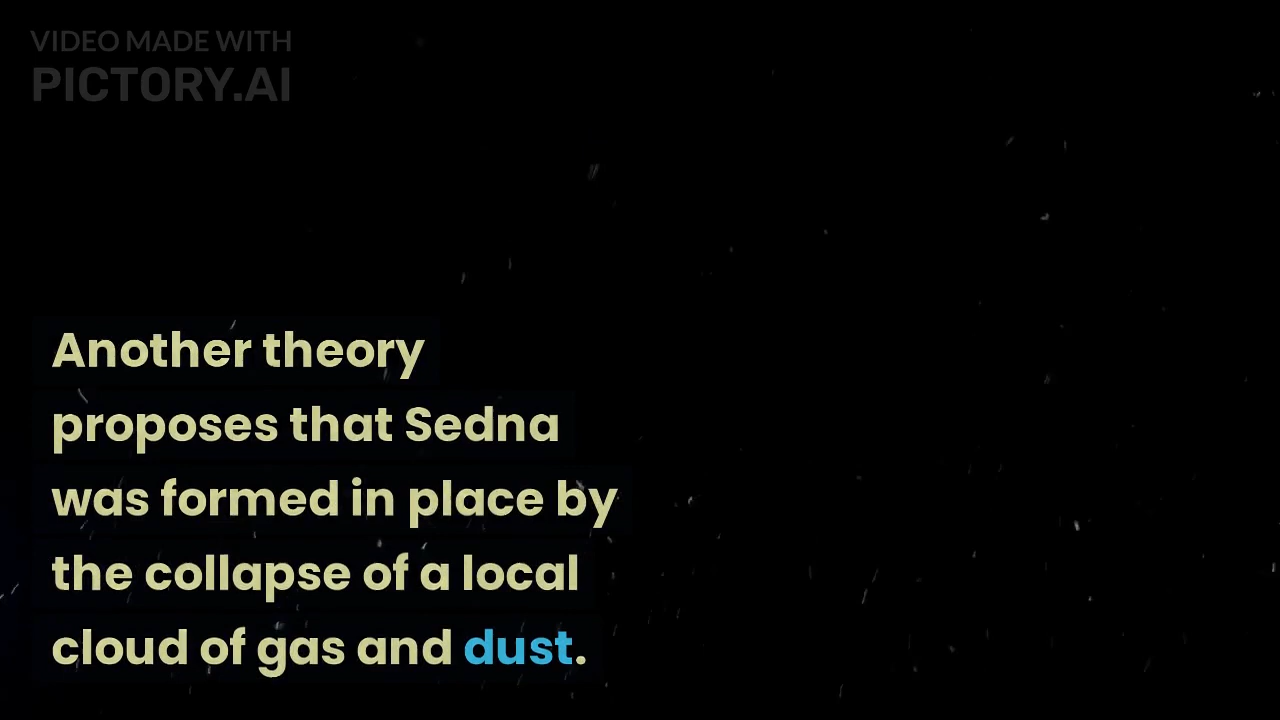 VIDEO MADE WITH
PICTORY.AI
Another theory
proposes that Sedna
was formed in place by
the collapse of a local
cloud of gas and dust.